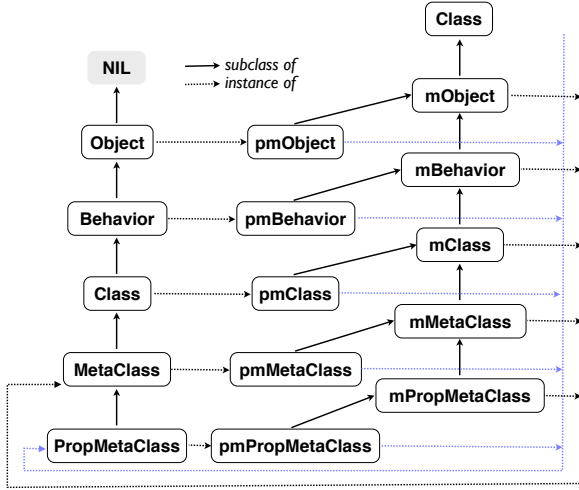 Class
NIL
subclass of
instance of
mObject
Object
pmObject
mBehavior
Behavior
pmBehavior
mClass
Class
pmClass
mMetaClass
MetaClass
pmMetaClass
mPropMetaClass
PropMetaClass
pmPropMetaClass